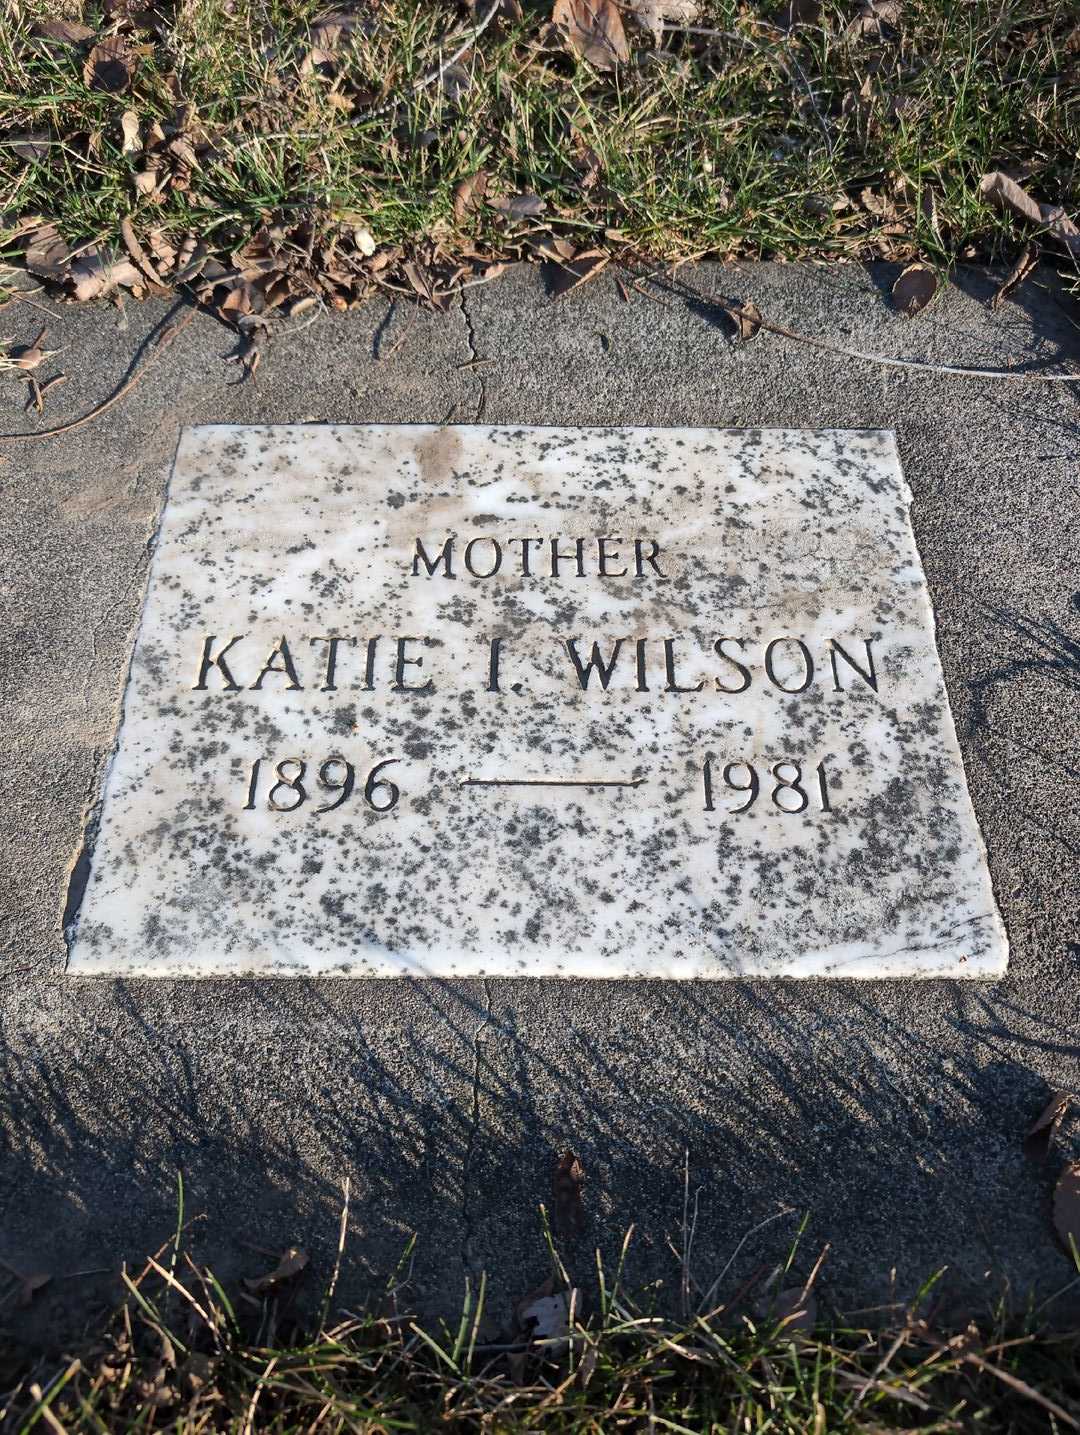 MOTHER
KATIE I. WILSON
1896 — 1981